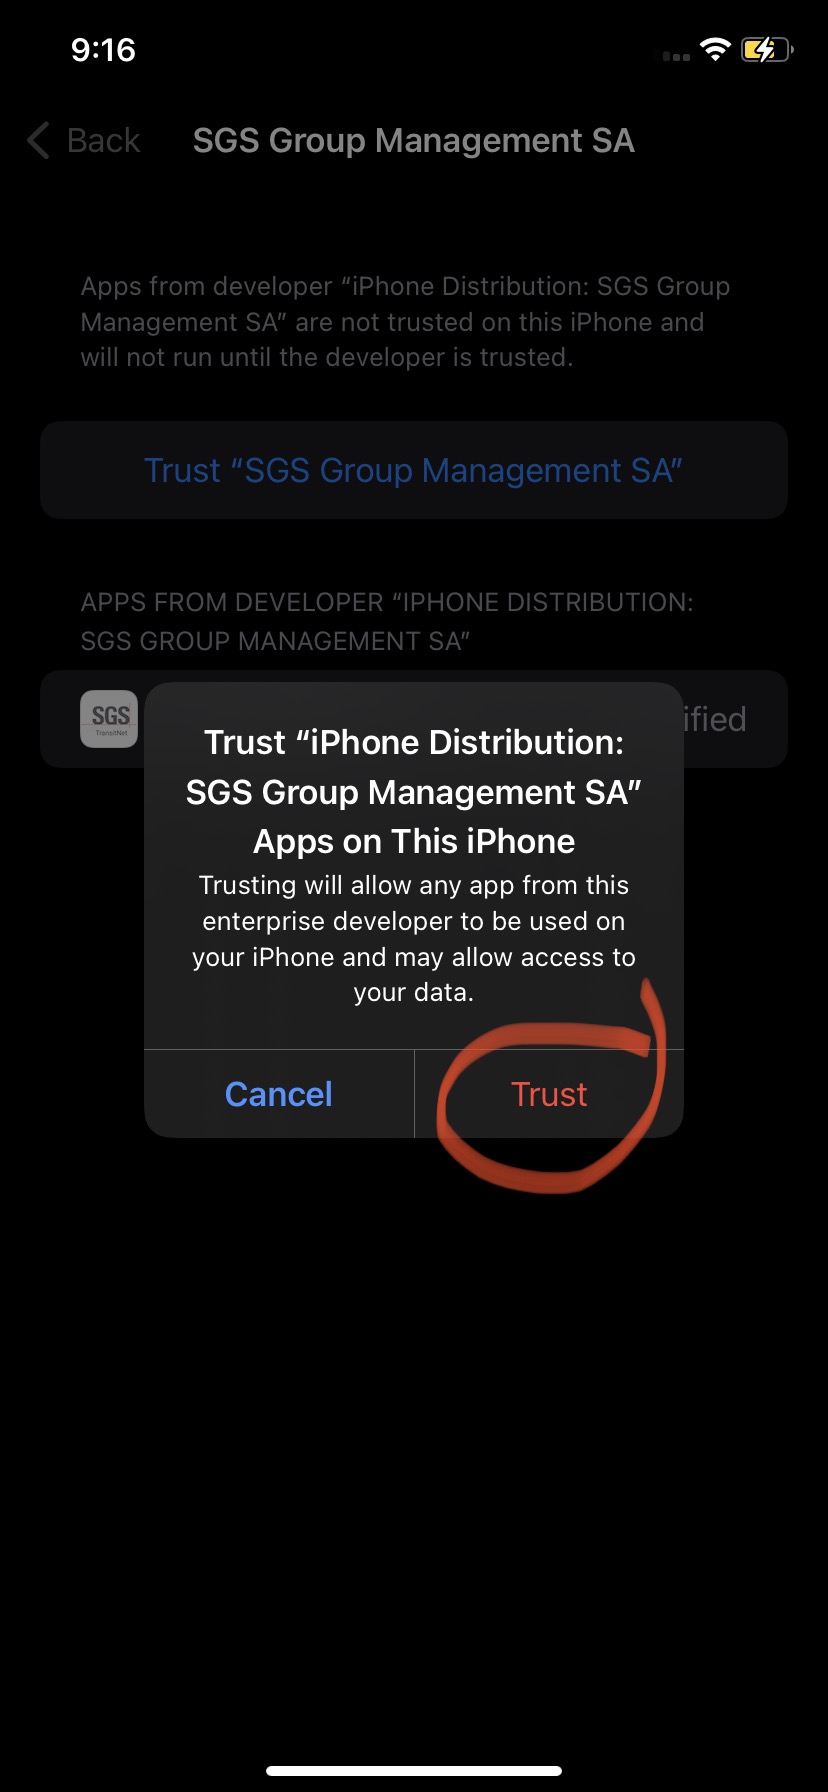 9:16
Back
SGS Group Management SA
Apps from developer “iPhone Distribution: SGS Group
Management SA” are not trusted on this iPhone and
will not run until the developer is trusted.
Trust “SGS Group Management SA”
APPS FROM DEVELOPER “IPHONE DISTRIBUTION:
SGS GROUP MANAGEMENT SA”
SGS
TransitNet
ified
Trust “iPhone Distribution:
SGS Group Management SA”
Apps on This iPhone
Trusting will allow any app from this
enterprise developer to be used on
your iPhone and may allow access to
your data.
Cancel
Trust